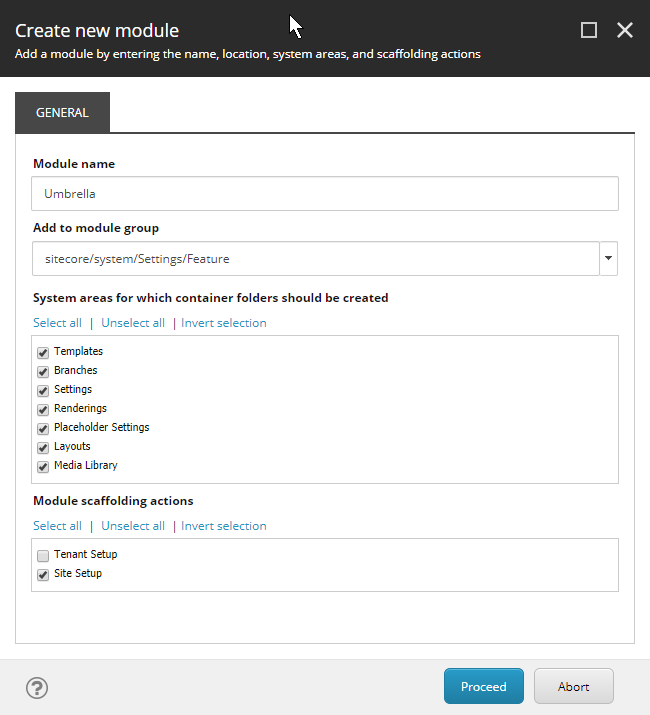 Create new module
Add a module by entering the name, location, system areas, and scaffolding actions
GENERAL
Module name
Umbrella
Add to module group
sitecore/system/Settings/Feature
System areas for which container folders should be created
Select all | Unselect all | Invert selection
Templates
Branches
Settings
Renderings
Placeholder Settings
Layouts
Media Library
Module scaffolding actions
Select all | Unselect all | Invert selection
Tenant Setup
Site Setup
? Proceed Abort